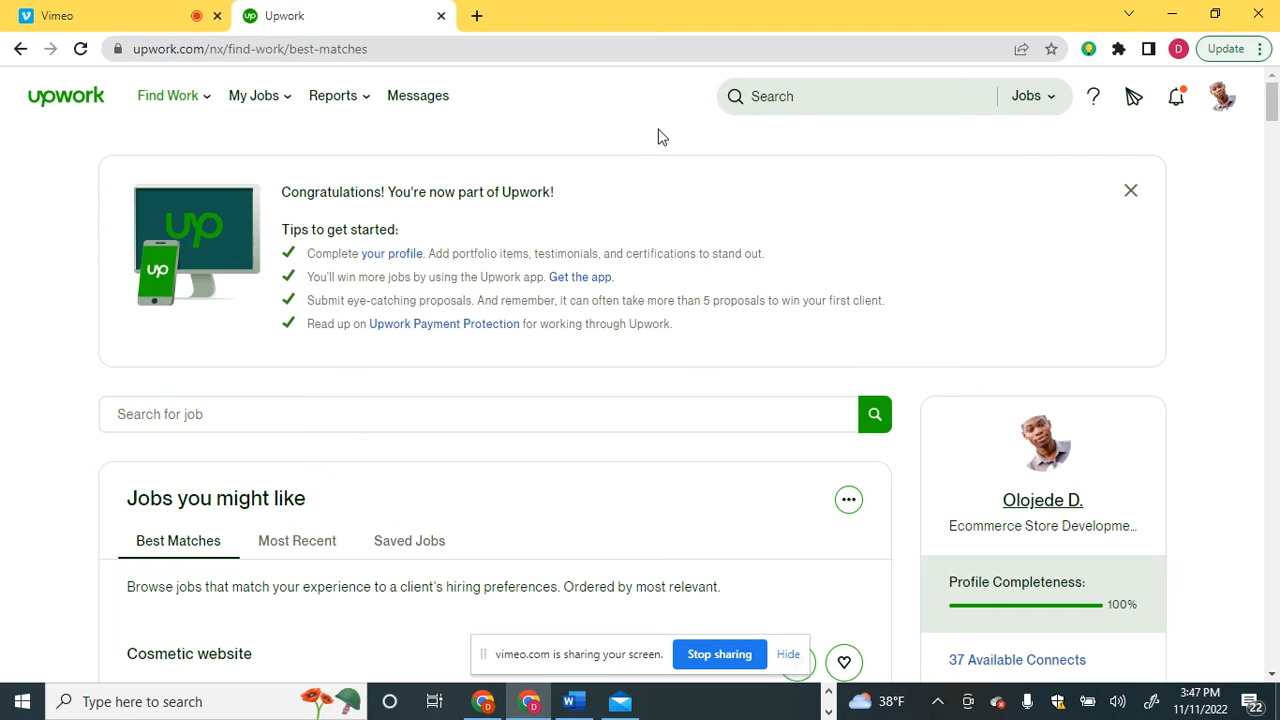 Vimeo
Upwork
upwork.com/nx/find-work/best-matches
D
Update
upwork
Find Work
My Jobs
Reports
Messages
Search
Jobs
up
up
Congratulations! You're now part of Upwork!
Tips to get started:
Complete your profile. Add portfolio items, testimonials, and certifications to stand out.
You'll win more jobs by using the Upwork app. Get the app.
Submit eye-catching proposals. And remember, it can often take more than 5 proposals to win your first client.
Read up on Upwork Payment Protection for working through Upwork.
Search for job
Jobs you might like
Best Matches
Most Recent
Saved Jobs
Browse jobs that match your experience to a client's hiring preferences. Ordered by most relevant.
Cosmetic website
Olojede D.
Ecommerce Store Developme...
Profile Completeness:
100%
37 Available Connects
vimeo.com is sharing your screen.
Stop sharing
Hide
Type here to search
38°F
3:47 PM
11/11/2022
22